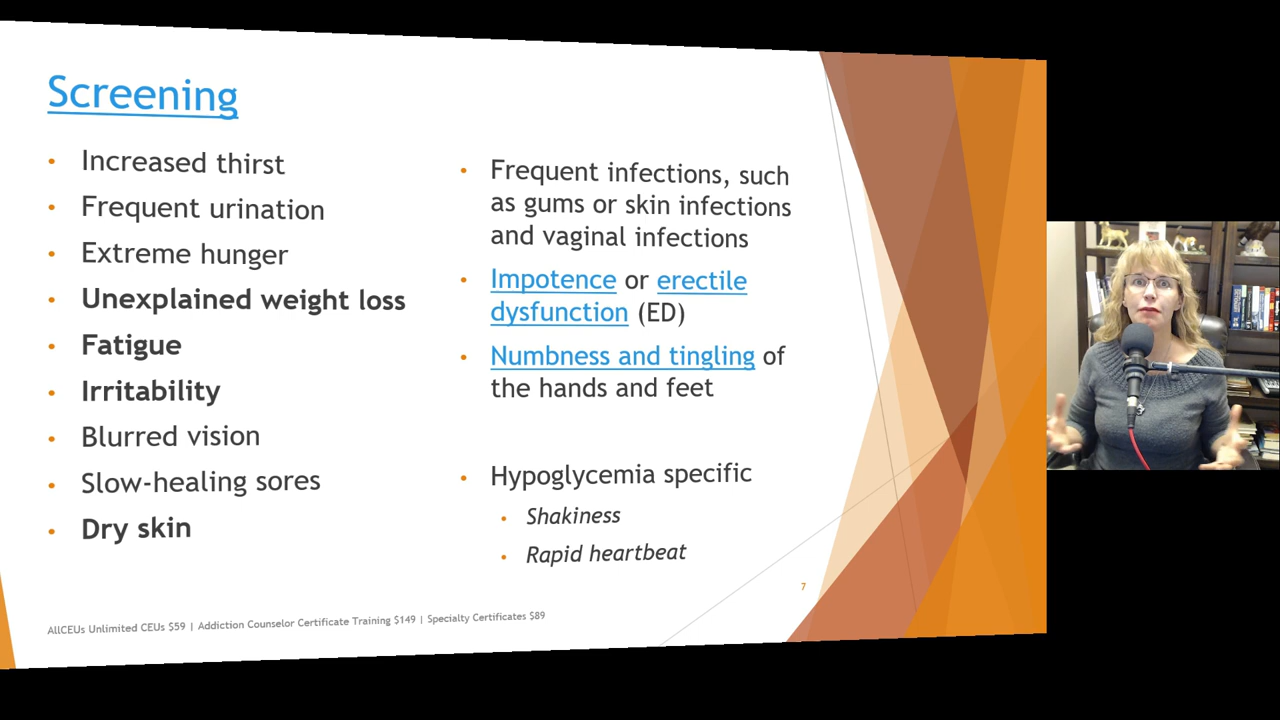 Screening
• Increased thirst
• Frequent urination
• Extreme hunger
• Unexplained weight loss
• Fatigue
• Irritability
• Blurred vision
• Slow-healing sores
• Dry skin
• Frequent infections, such
as gums or skin infections
and vaginal infections
• Impotence or erectile
dysfunction (ED)
• Numbness and tingling of
the hands and feet
• Hypoglycemia specific
• Shakiness
• Rapid heartbeat
7
AllCEUs Unlimited CEUs $59 | Addiction Counselor Certificate Training $149 | Specialty Certificates $89